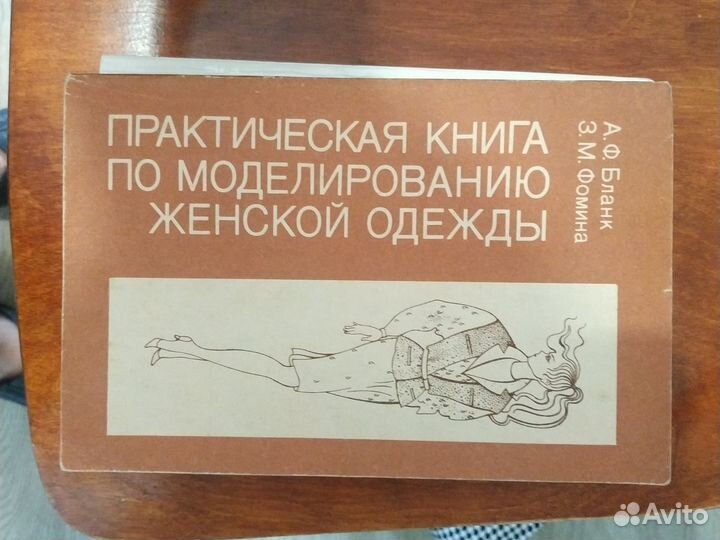 А.Ф. Бланк
З.М. Фомина
ПРАКТИЧЕСКАЯ КНИГА
ПО МОДЕЛИРОВАНИЮ
ЖЕНСКОЙ ОДЕЖДЫ
Avito